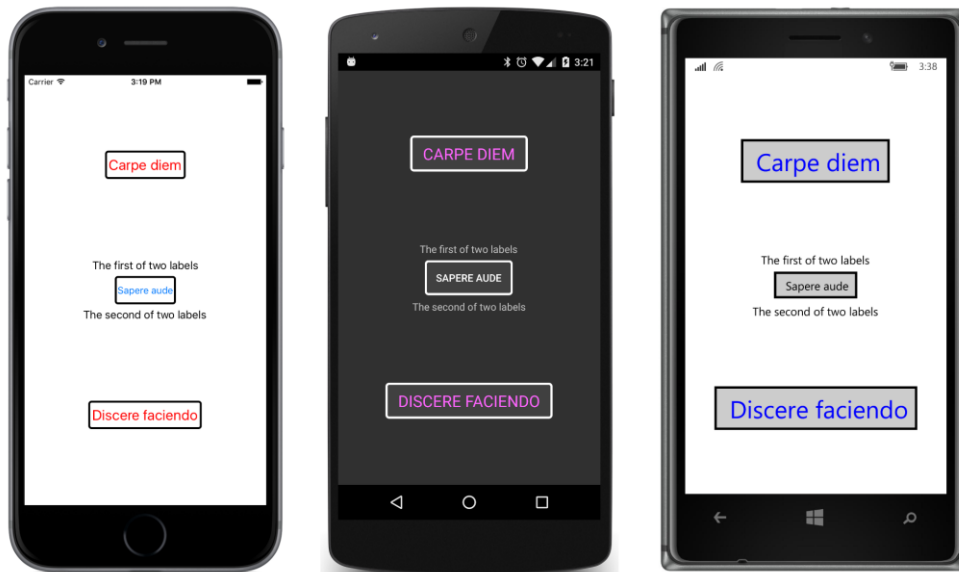 Carrier 3:19 PM
Carpe diem
The first of two labels
Sapere aude
The second of two labels
Discere faciendo
3:21
CARPE DIEM
The first of two labels
SAPERE AUDE
The second of two labels
DISCERE FACIENDO
3:38
Carpe diem
The first of two labels
Sapere aude
The second of two labels
Discere faciendo